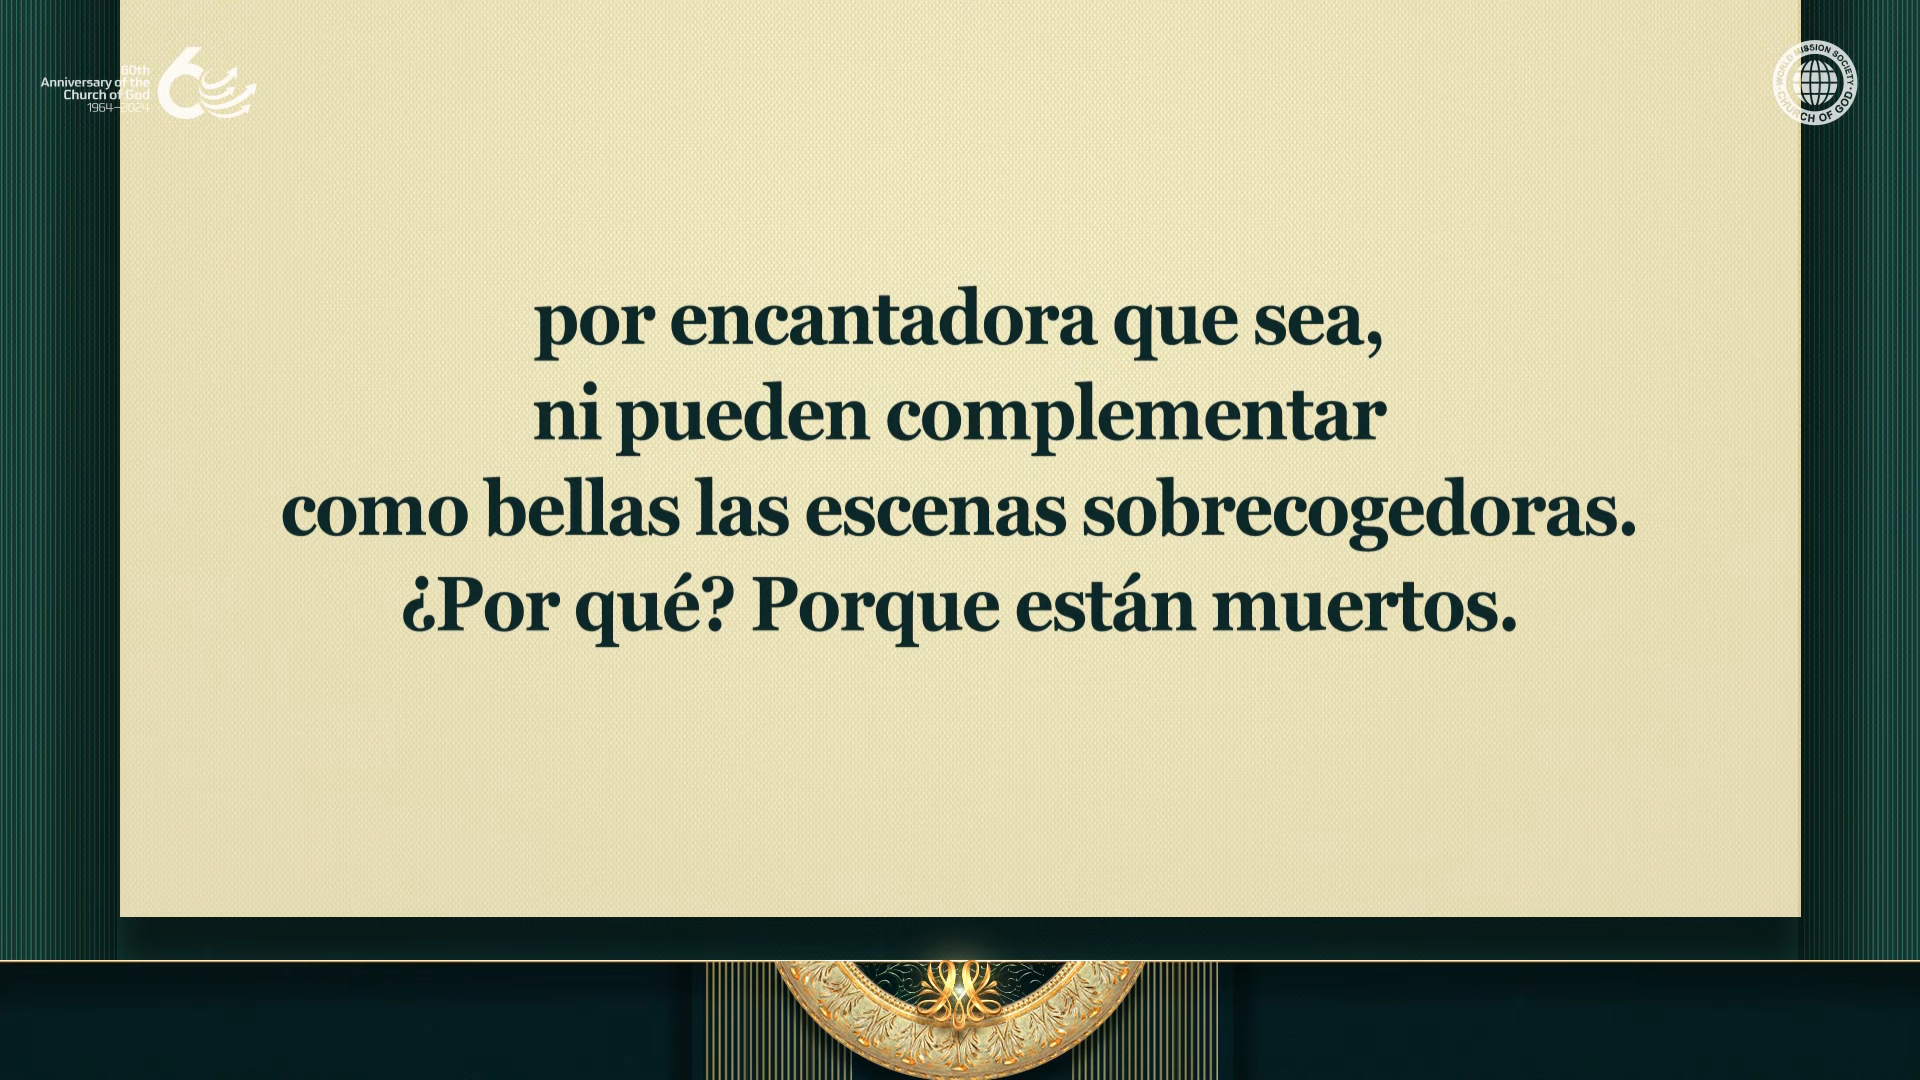 60th
Anniversary of the
Church of God
1964–2024
WORLD MISSION SOCIETY
CHURCH OF GOD
por encantadora que sea,
ni pueden complementar
como bellas las escenas sobrecogedoras.
¿Por qué? Porque están muertos.